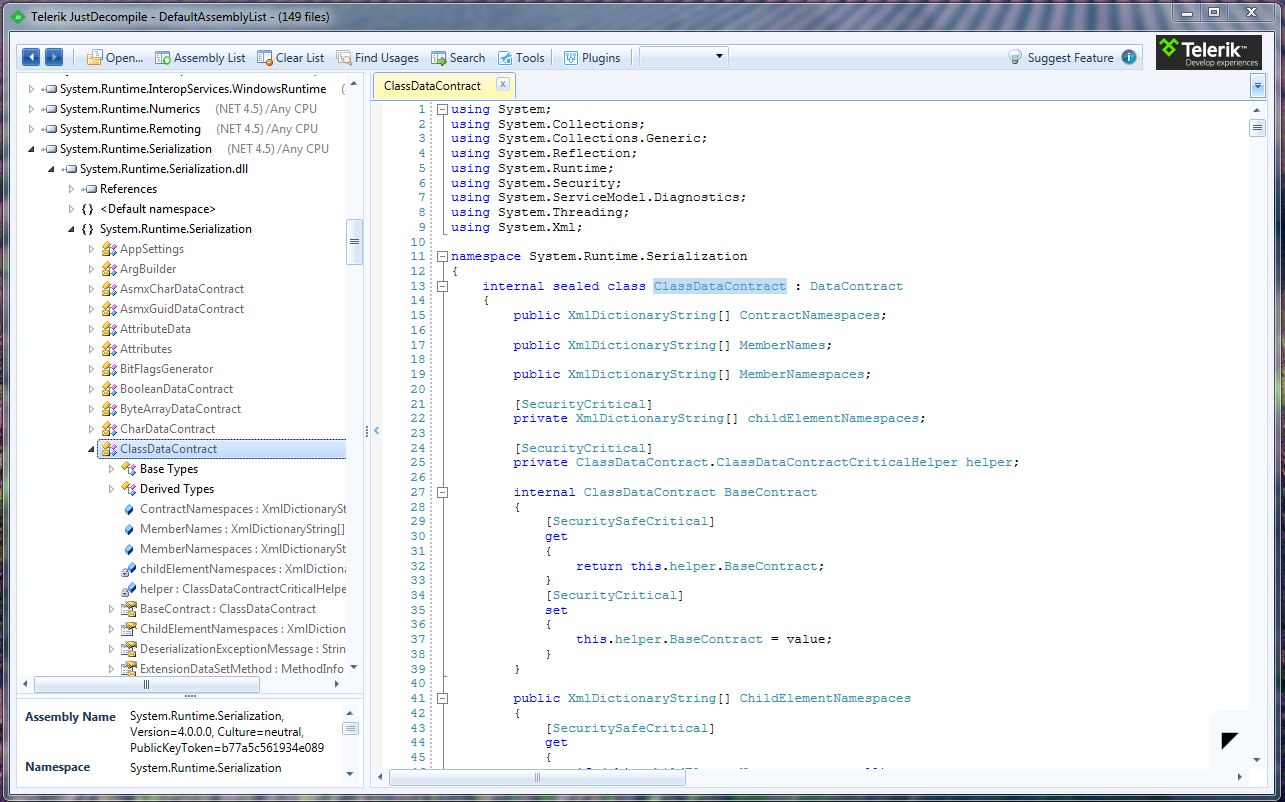 Telerik JustDecompile - DefaultAssemblyList - (149 files)
Open... Assembly List Clear List Find Usages Search Tools Plugins Suggest Feature
Telerik™
Develop experiences
System.Runtime.InteropServices.WindowsRuntime (
System.Runtime.Numerics (NET 4.5)/Any CPU
System.Runtime.Remoting (NET 4.5)/Any CPU
System.Runtime.Serialization (NET 4.5)/Any CPU
System.Runtime.Serialization.dll
References
{} <Default namespace>
{} System.Runtime.Serialization
AppSettings
ArgBuilder
AsmxCharDataContract
AsmxGuidDataContract
AttributeData
Attributes
BitFlagsGenerator
BooleanDataContract
ByteArrayDataContract
CharDataContract
ClassDataContract
Base Types
Derived Types
ContractNamespaces : XmlDictionarySt
MemberNames : XmlDictionaryString[]
MemberNamespaces : XmlDictionarySt
childElementNamespaces : XmlDictiona
helper : ClassDataContractCriticalHelpe
BaseContract : ClassDataContract
ChildElementNamespaces : XmlDiction
DeserializationExceptionMessage : Strin
ExtensionDataSetMethod : MethodInfo
Assembly Name System.Runtime.Serialization,
Version=4.0.0.0, Culture=neutral,
PublicKeyToken=b77a5c561934e089
Namespace System.Runtime.Serialization
ClassDataContract
1 using System;
2 using System.Collections;
3 using System.Collections.Generic;
4 using System.Reflection;
5 using System.Runtime;
6 using System.Security;
7 using System.ServiceModel.Diagnostics;
8 using System.Threading;
9 using System.Xml;
10
11 namespace System.Runtime.Serialization
12 {
13 internal sealed class ClassDataContract : DataContract
14 {
15 public XmlDictionaryString[] ContractNamespaces;
16
17 public XmlDictionaryString[] MemberNames;
18
19 public XmlDictionaryString[] MemberNamespaces;
20
21 [SecurityCritical]
22 private XmlDictionaryString[] childElementNamespaces;
23
24 [SecurityCritical]
25 private ClassDataContract.ClassDataContractCriticalHelper helper;
26
27 internal ClassDataContract BaseContract
28 {
29 [SecuritySafeCritical]
30 get
31 {
32 return this.helper.BaseContract;
33 }
34 [SecurityCritical]
35 set
36 {
37 this.helper.BaseContract = value;
38 }
39 }
40
41 public XmlDictionaryString[] ChildElementNamespaces
42 {
43 [SecuritySafeCritical]
44 get
45 {